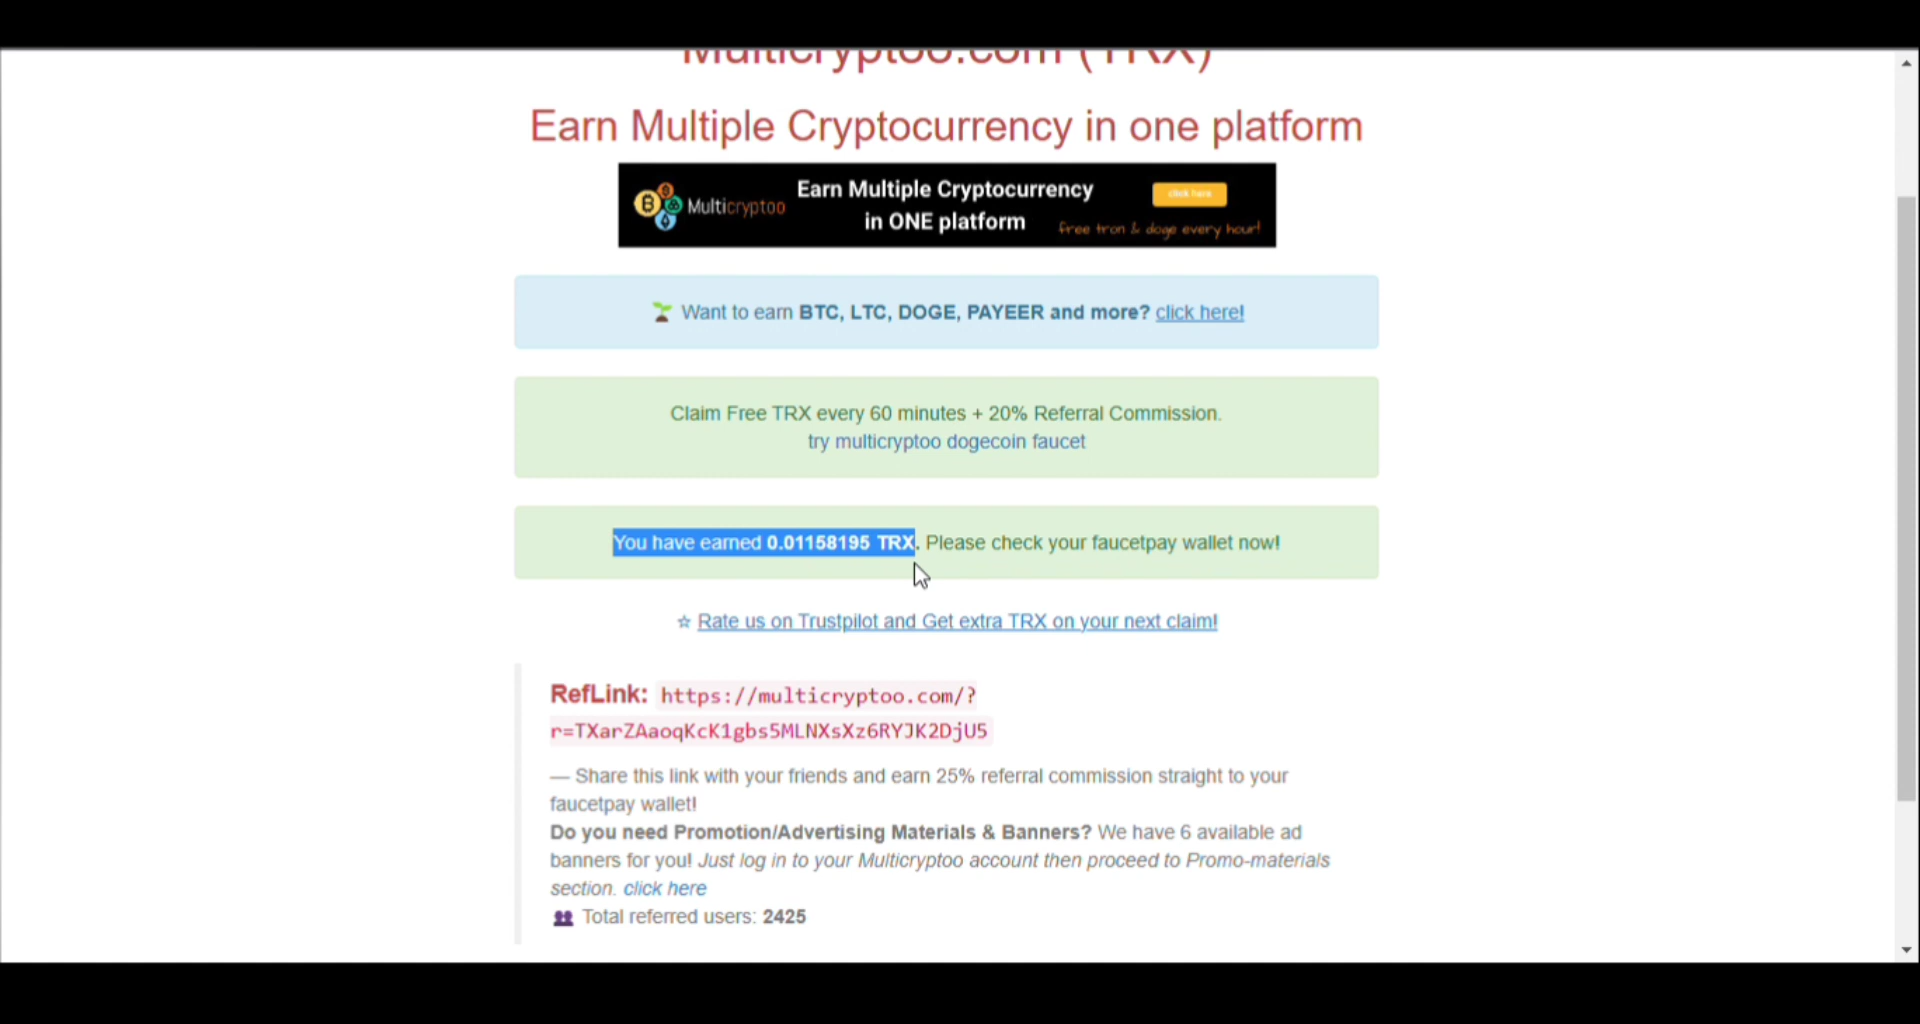 Multicryptoo.com (TRX)
Earn Multiple Cryptocurrency in one platform
Multicryptoo
Earn Multiple Cryptocurrency
in ONE platform
click here
free tron & doge every hour!
Want to earn BTC, LTC, DOGE, PAYEER and more? click here!
Claim Free TRX every 60 minutes + 20% Referral Commission.
try multicryptoo dogecoin faucet
You have earned 0.01158195 TRX. Please check your faucetpay wallet now!
☆ Rate us on Trustpilot and Get extra TRX on your next claim!
RefLink: https://multicryptoo.com/?
r=TXarZAaoqKcK1gbs5MLNXsXz6RYJK2DjU5
— Share this link with your friends and earn 25% referral commission straight to your
faucetpay wallet!
Do you need Promotion/Advertising Materials & Banners? We have 6 available ad
banners for you! Just log in to your Multicryptoo account then proceed to Promo-materials
section. click here
Total referred users: 2425